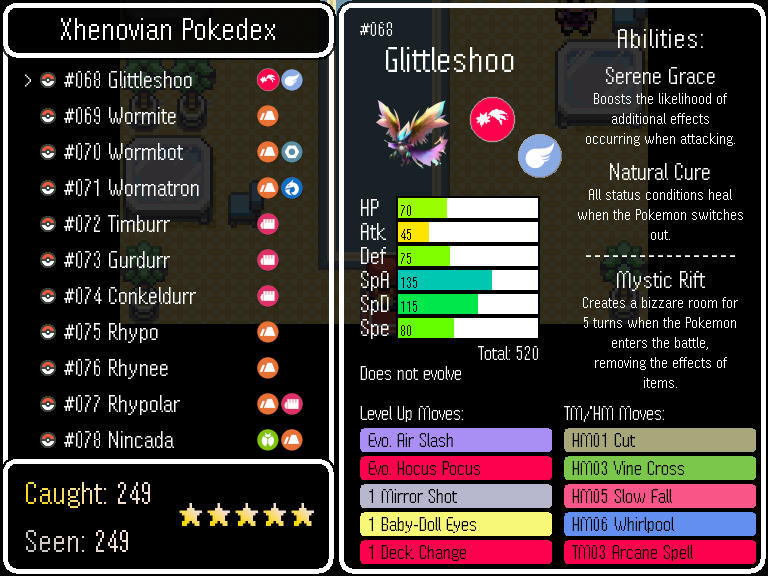 Xhenovian Pokedex
> #068 Glittleshoo
#069 Wormite
#070 Wormbot
#071 Wormatron
#072 Timburr
#073 Gurdurr
#074 Conkeldurr
#075 Rhypo
#076 Rhynee
#077 Rhypolar
#078 Nincada
Caught: 249
Seen: 249
#068
Glittleshoo
HP 70
Atk 45
Def 75
SpA 135
SpD 115
Spe 80
Total: 520
Does not evolve
Abilities:
Serene Grace
Boosts the likelihood of
additional effects
occurring when attacking.
Natural Cure
All status conditions heal
when the Pokemon switches
out.
------------------
Mystic Rift
Creates a bizzare room for
5 turns when the Pokemon
enters the battle,
removing the effects of
items.
Level Up Moves:
Evo. Air Slash
Evo. Hocus Pocus
1 Mirror Shot
1 Baby-Doll Eyes
1 Deck Change
TM/HM Moves:
HM01 Cut
HM03 Vine Cross
HM05 Slow Fall
HM06 Whirlpool
TM03 Arcane Spell